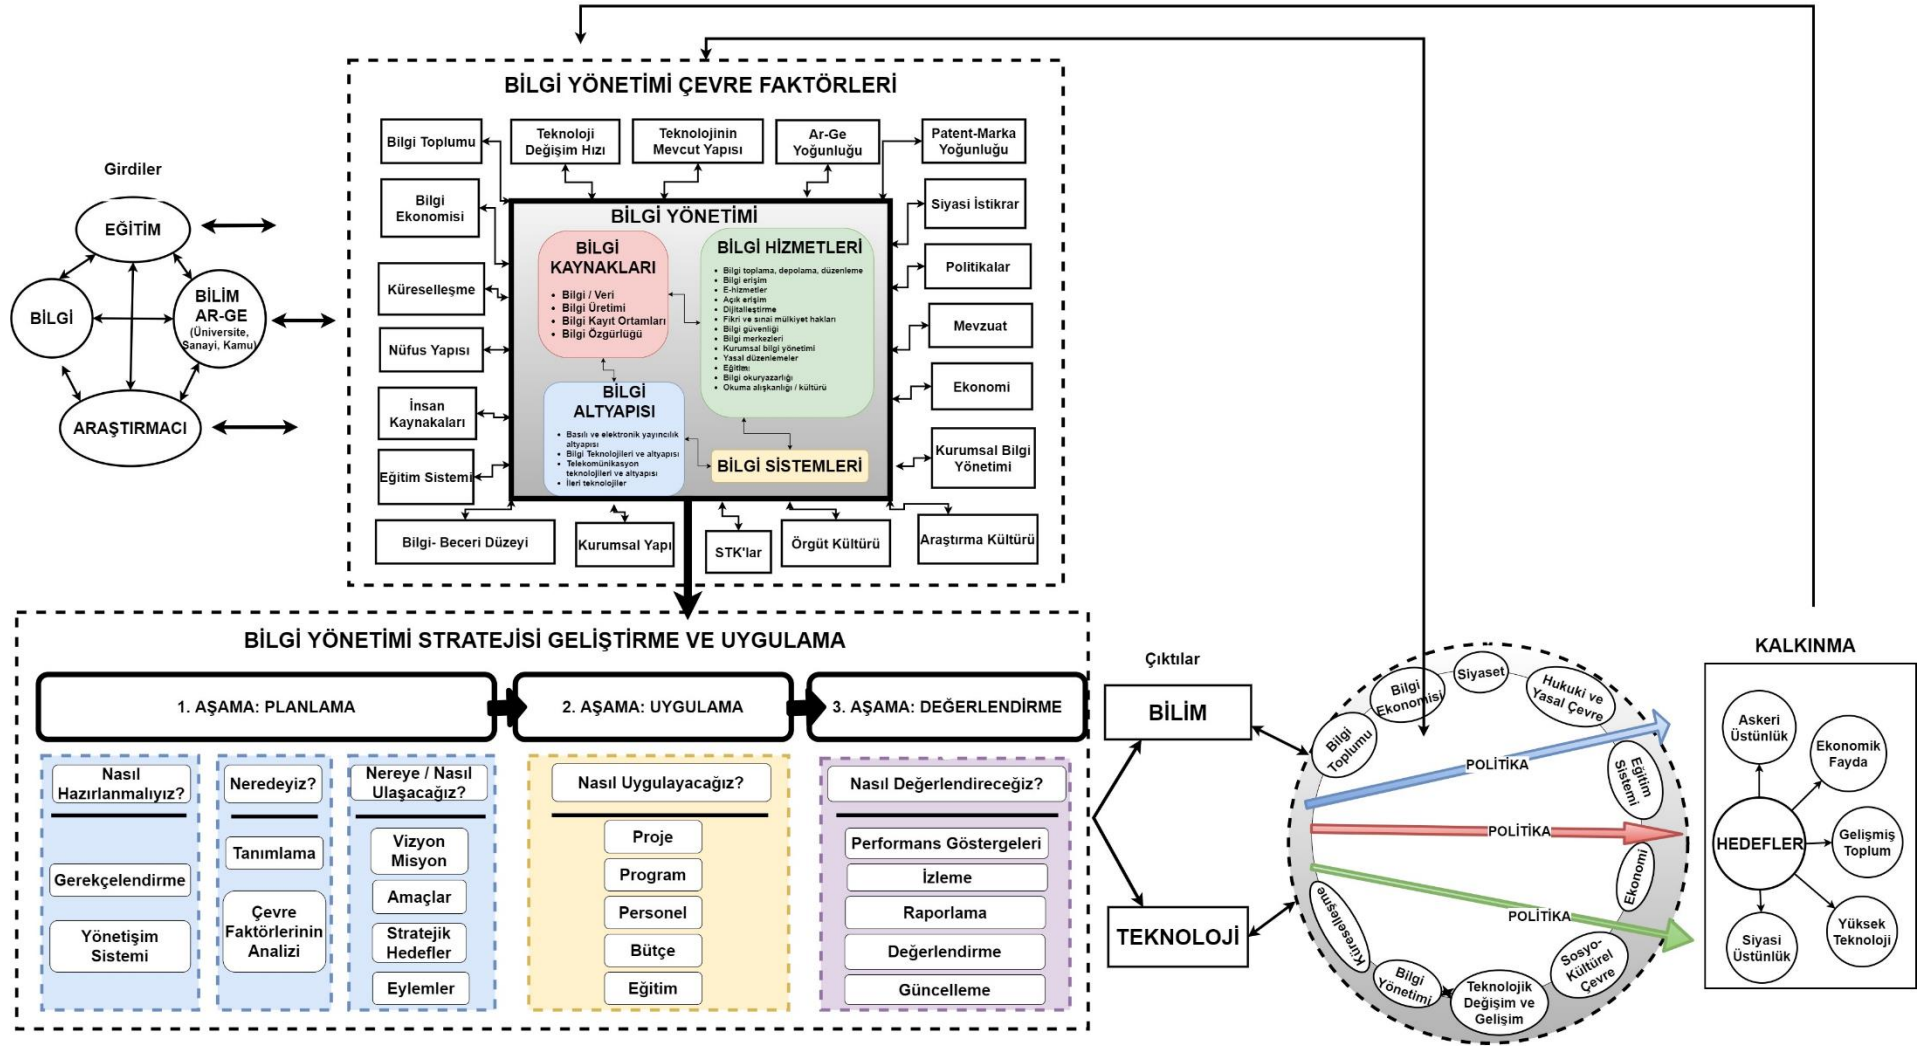 BİLGİ YÖNETİMİ ÇEVRE FAKTÖRLERİ
Girdiler
EĞİTİM
BİLGİ
BİLİM
AR-GE
(Üniversite,
Sanayi, Kamu)
ARAŞTIRMACI
Bilgi Toplumu
Teknoloji
Değişim Hızı
Teknolojinin
Mevcut Yapısı
Ar-Ge
Yoğunluğu
Patent-Marka
Yoğunluğu
Bilgi
Ekonomisi
Küreselleşme
Nüfus Yapısı
İnsan
Kaynakaları
Eğitim Sistemi
Siyasi İstikrar
Politikalar
Mevzuat
Ekonomi
Kurumsal Bilgi
Yönetimi
Bilgi- Beceri Düzeyi
Kurumsal Yapı
STK'lar
Örgüt Kültürü
Araştırma Kültürü
BİLGİ YÖNETİMİ
BİLGİ
KAYNAKLARI
• Bilgi / Veri
• Bilgi Üretimi
• Bilgi Kayıt Ortamları
• Bilgi Özgürlüğü
BİLGİ HİZMETLERİ
• Bilgi toplama, depolama, düzenleme
• Bilgi erişim
• E-hizmetler
• Açık erişim
• Dijitalleştirme
• Fikri ve sınai mülkiyet hakları
• Bilgi güvenliği
• Bilgi merkezleri
• Kurumsal bilgi yönetimi
• Yasal düzenlemeler
• Eğitim
• Bilgi okuryazarlığı
• Okuma alışkanlığı / kültürü
BİLGİ
ALTYAPISI
• Basılı ve elektronik yayıncılık
altyapısı
• Bilgi Teknolojileri ve altyapısı
• Telekomünikasyon
teknolojileri ve altyapısı
• İleri teknolojiler
BİLGİ SİSTEMLERİ
BİLGİ YÖNETİMİ STRATEJİSİ GELİŞTİRME VE UYGULAMA
1. AŞAMA: PLANLAMA
2. AŞAMA: UYGULAMA
3. AŞAMA: DEĞERLENDİRME
Nasıl
Hazırlanmalıyız?
Gerekçelendirme
Yönetişim
Sistemi
Neredeyiz?
Tanımlama
Çevre
Faktörlerinin
Analizi
Nereye / Nasıl
Ulaşacağız?
Vizyon
Misyon
Amaçlar
Stratejik
Hedefler
Eylemler
Nasıl Uygulayacağız?
Proje
Program
Personel
Bütçe
Eğitim
Nasıl Değerlendireceğiz?
Performans Göstergeleri
İzleme
Raporlama
Değerlendirme
Güncelleme
Çıktılar
BİLİM
TEKNOLOJİ
Bilgi
Toplumu
Bilgi
Ekonomisi
Siyaset
Hukuki ve
Yasal Çevre
Eğitim
Sistemi
Ekonomi
Sosyo-
Kültürel
Çevre
Teknolojik
Değişim ve
Gelişim
Bilgi
Yönetimi
Küreselleşme
POLİTİKA
POLİTİKA
POLİTİKA
KALKINMA
Askeri
Üstünlük
Ekonomik
Fayda
HEDEFLER
Gelişmiş
Toplum
Yüksek
Teknoloji
Siyasi
Üstünlük